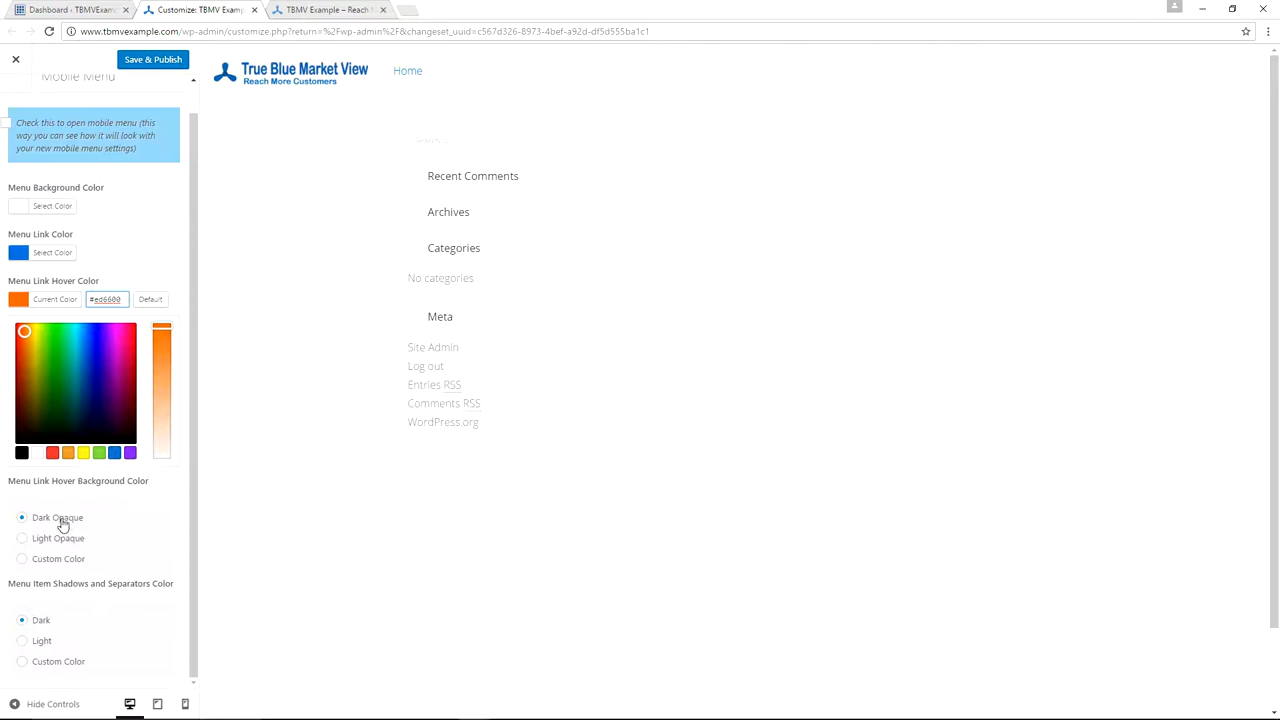 Dashboard ‹ TBMVExam
Customize: TBMV Examp
TBMV Example – Reach
www.tbmvexample.com/wp-admin/customize.php?return=%2Fwp-admin%2F&changeset_uuid=c567d326-8973-4bef-a92d-df5d555ba1c1
Save & Publish
Mobile Menu
Check this to open mobile menu (this
way you can see how it will look with
your new mobile menu settings)
Menu Background Color
Select Color
Menu Link Color
Select Color
Menu Link Hover Color
Current Color
#ed6600
Default
Menu Link Hover Background Color
Dark Opaque
Light Opaque
Custom Color
Menu Item Shadows and Separators Color
Dark
Light
Custom Color
Hide Controls
True Blue Market View
Reach More Customers
Home
Recent Comments
Archives
Categories
No categories
Meta
Site Admin
Log out
Entries RSS
Comments RSS
WordPress.org